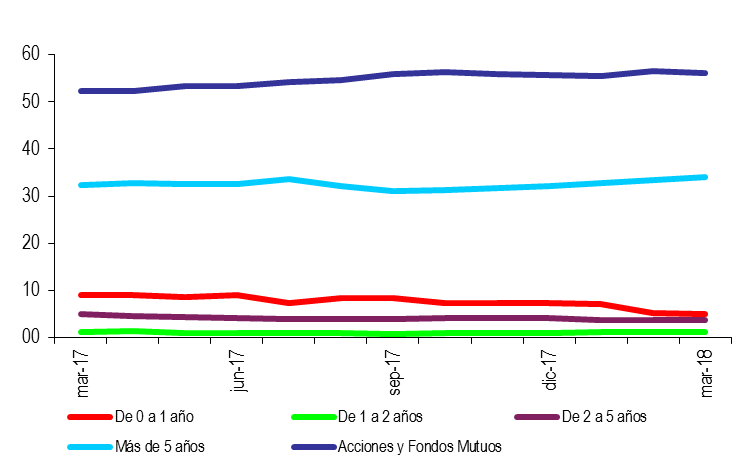 60
50
40
30
20
10
00
mar-17
jun-17
sep-17
dic-17
mar-18
De 0 a 1 año
De 1 a 2 años
De 2 a 5 años
Más de 5 años
Acciones y Fondos Mutuos